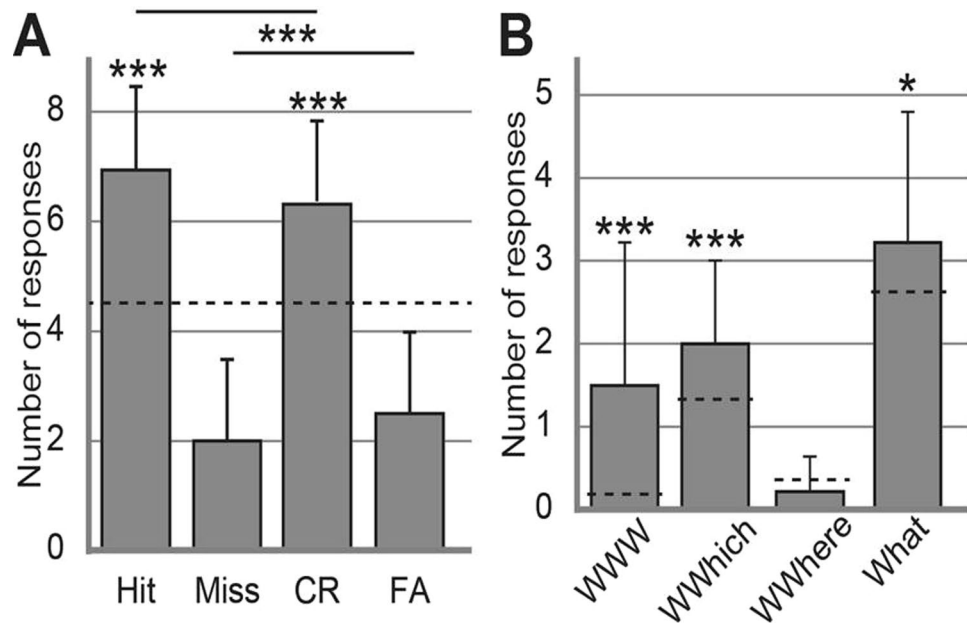 A
***
***
***
Number of responses
8
6
4
2
0
Hit Miss CR FA
B
*
***
***
Number of responses
5
4
3
2
1
0
WWW WWhich WWhere What